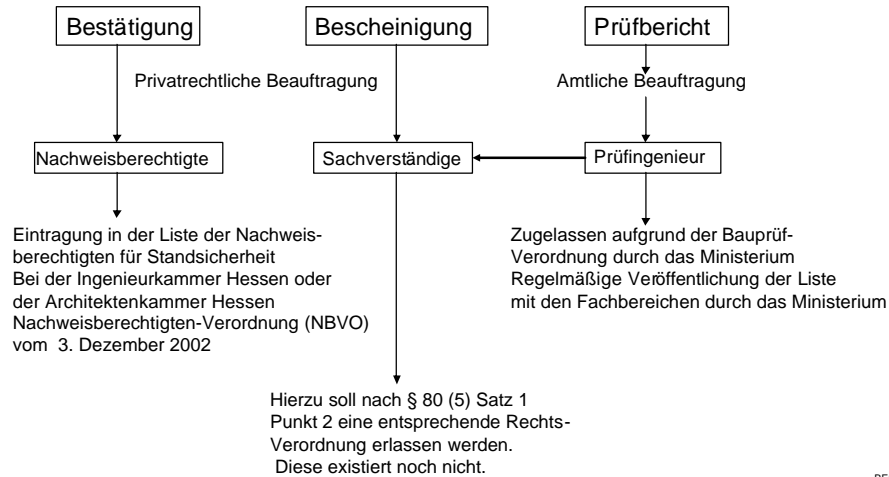 Bestätigung
Bescheinigung
Prüfbericht
Privatrechtliche Beauftragung
Amtliche Beauftragung
Nachweisberechtigte
Sachverständige
Prüfingenieur
Eintragung in der Liste der Nachweis-
berechtigten für Standsicherheit
Bei der Ingenieurkammer Hessen oder
der Architektenkammer Hessen
Nachweisberechtigten-Verordnung (NBVO)
vom 3. Dezember 2002
Zugelassen aufgrund der Bauprüf-
Verordnung durch das Ministerium
Regelmäßige Veröffentlichung der Liste
mit den Fachbereichen durch das Ministerium
Hierzu soll nach § 80 (5) Satz 1
Punkt 2 eine entsprechende Rechts-
Verordnung erlassen werden.
Diese existiert noch nicht.